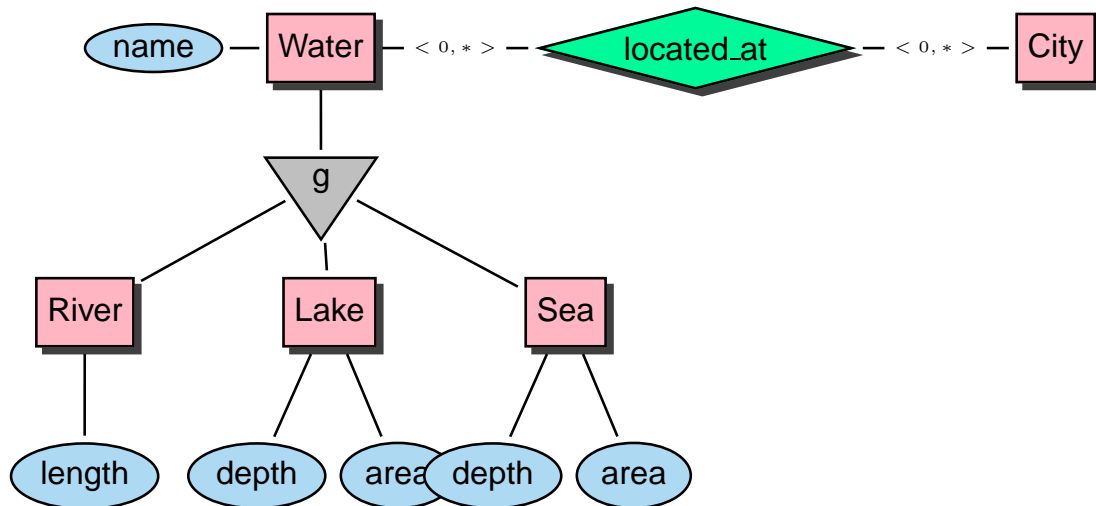 name
Water
< 0, * >
located_at
< 0, * >
City
g
River
Lake
Sea
length
depth
area
depth
area